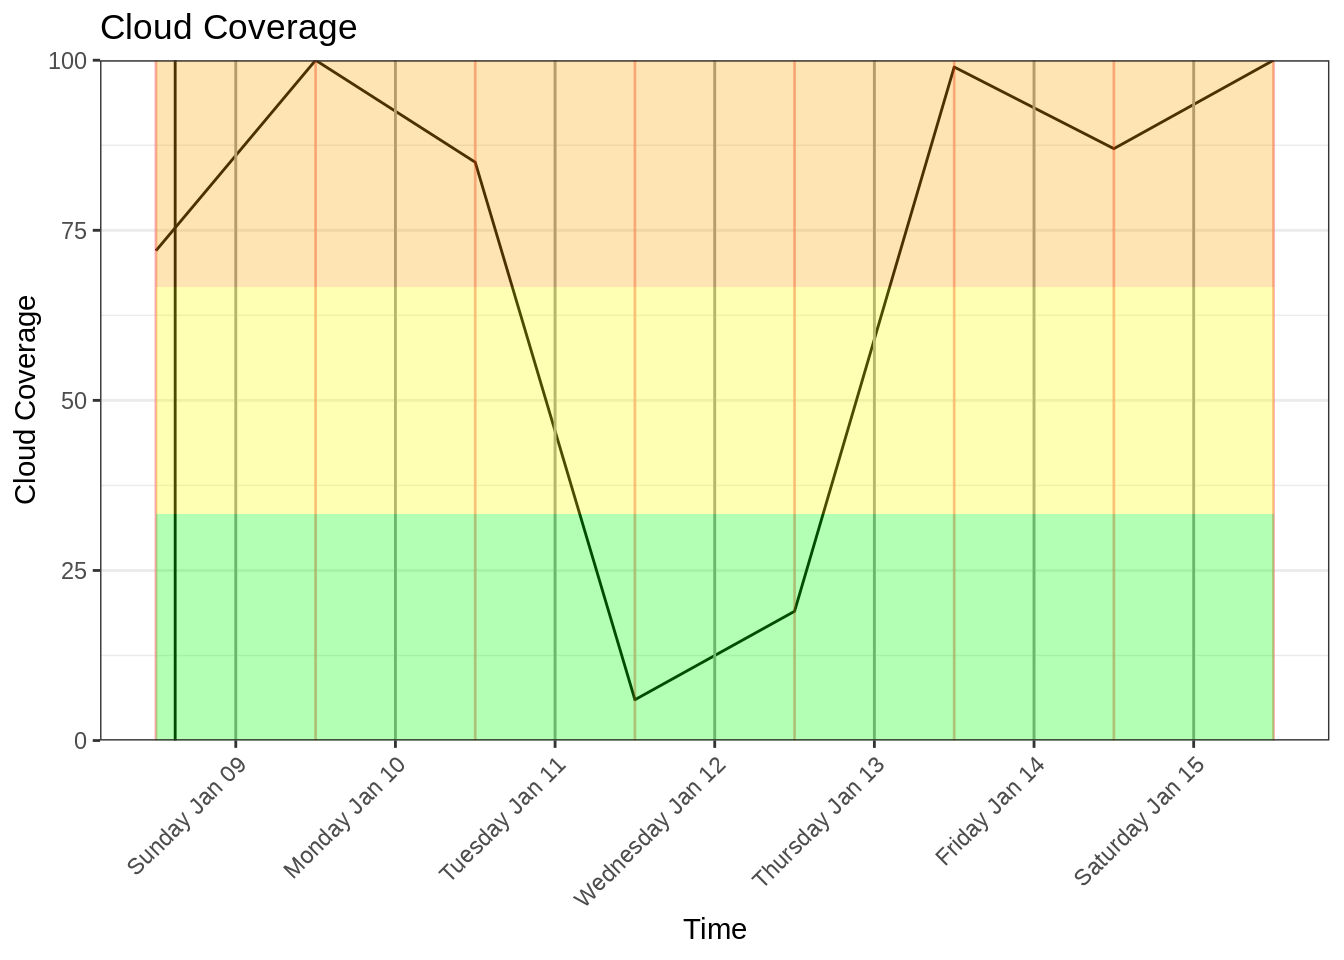 Cloud Coverage
100
75
50
25
0
Cloud Coverage
Sunday Jan 09
Monday Jan 10
Tuesday Jan 11
Wednesday Jan 12
Thursday Jan 13
Friday Jan 14
Saturday Jan 15
Time